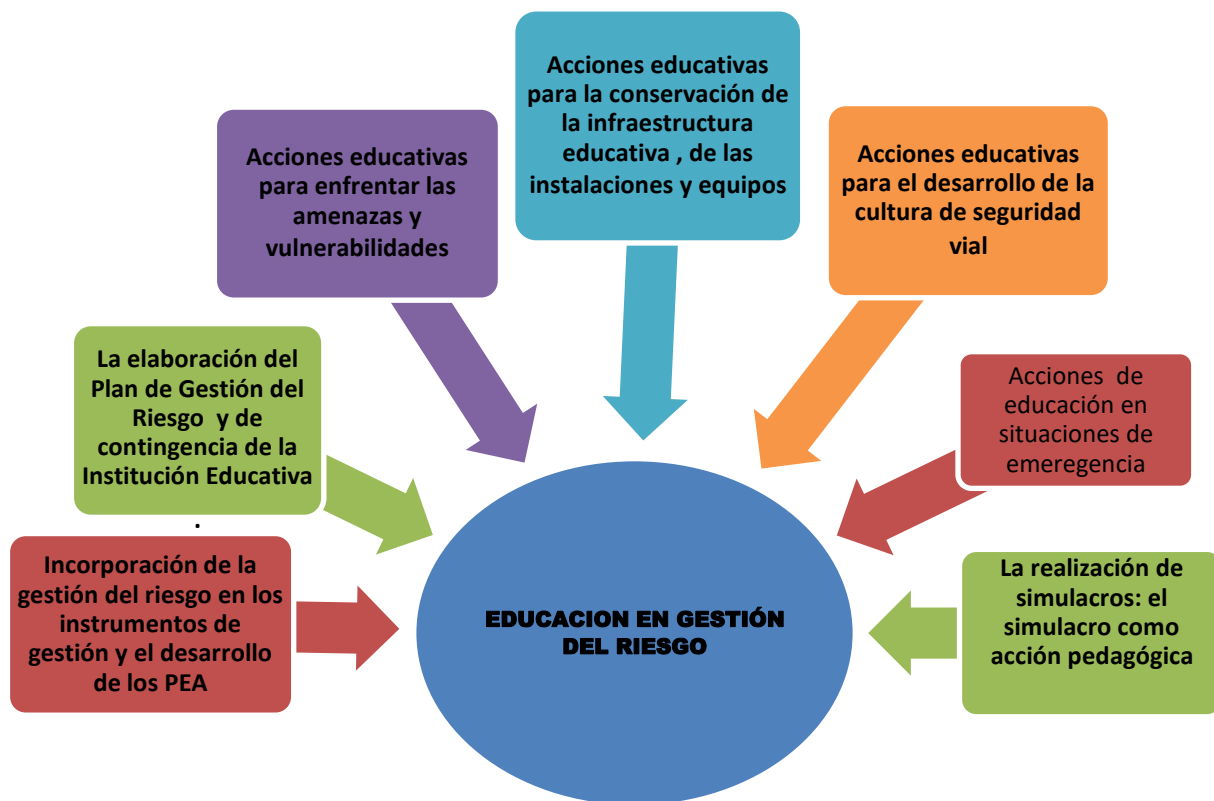 Acciones educativas
para la conservación de
la infraestructura
educativa , de las
instalaciones y equipos
Acciones educativas
para enfrentar las
amenazas y
vulnerabilidades
Acciones educativas
para el desarrollo de la
cultura de seguridad
vial
La elaboración del
Plan de Gestión del
Riesgo y de
contingencia de la
Institución Educativa
.
Acciones de
educación en
situaciones de
emeregencia
Incorporación de la
gestión del riesgo en los
instrumentos de
gestión y el desarrollo
de los PEA
EDUCACION EN GESTIÓN
DEL RIESGO
La realización de
simulacros: el
simulacro como
acción pedagógica